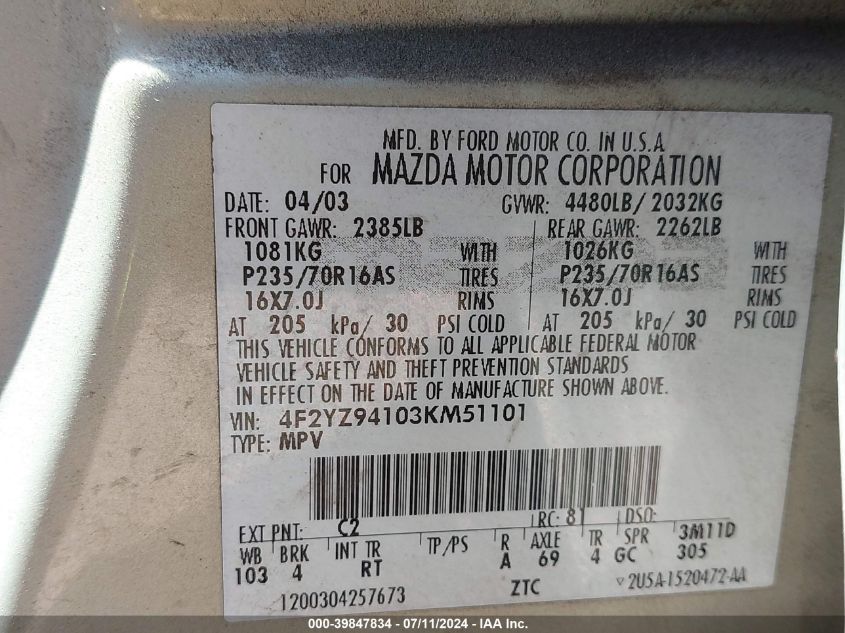 MFD. BY FORD MOTOR CO. IN U.S.A.
FOR MAZDA MOTOR CORPORATION
DATE: 04/03 GVWR: 4480LB/ 2032KG
FRONT GAWR: 2385LB REAR GAWR: 2262LB
1081KG WITH 1026KG WITH
P235/70R16AS TIRES P235/70R16AS TIRES
16X7.0J RIMS 16X7.0J RIMS
AT 205 kPa/ 30 PSI COLD AT 205 kPa/ 30 PSI COLD
THIS VEHICLE CONFORMS TO ALL APPLICABLE FEDERAL MOTOR
VEHICLE SAFETY AND THEFT PREVENTION STANDARDS
IN EFFECT ON THE DATE OF MANUFACTURE SHOWN ABOVE.
VIN: 4F2YZ94103KM51101
TYPE: MPV
EXT PNT: C2 RC: 81 DSO:
WB BRK INT TR TP/PS R AXLE TR SPR 3M11D
103 4 RT A 69 4 GC 305
1200304257673 ZTC 2U5A-1520472-AA
000-39847834 - 07/11/2024 - IAA Inc.